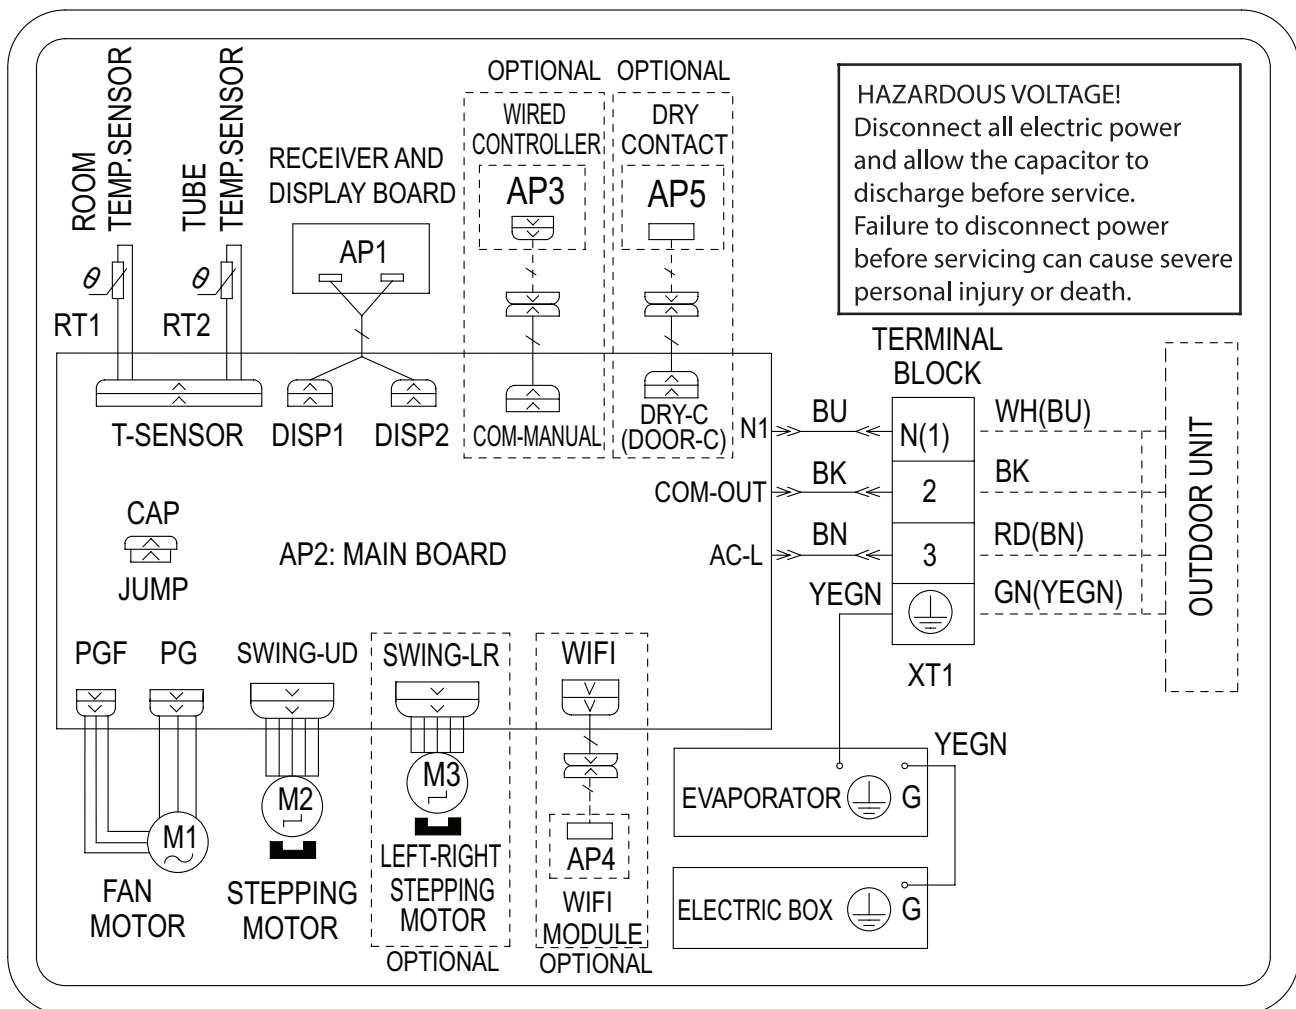 ROOM
TEMP.SENSOR
TUBE
TEMP.SENSOR
θ
θ
RT1
RT2
RECEIVER AND
DISPLAY BOARD
AP1
OPTIONAL
WIRED
CONTROLLER
AP3
OPTIONAL
DRY
CONTACT
AP5
HAZARDOUS VOLTAGE!
Disconnect all electric power
and allow the capacitor to
discharge before service.
Failure to disconnect power
before servicing can cause severe
personal injury or death.
T-SENSOR
DISP1
DISP2
COM-MANUAL
DRY-C
(DOOR-C)
N1
COM-OUT
AC-L
BU
BK
BN
YEGN
TERMINAL
BLOCK
N(1)
2
3
XT1
WH(BU)
BK
RD(BN)
GN(YEGN)
OUTDOOR UNIT
CAP
JUMP
AP2: MAIN BOARD
PGF
PG
SWING-UD
SWING-LR
WIFI
M1
FAN
MOTOR
M2
STEPPING
MOTOR
M3
LEFT-RIGHT
STEPPING
MOTOR
OPTIONAL
AP4
WIFI
MODULE
OPTIONAL
YEGN
EVAPORATOR
G
ELECTRIC BOX
G